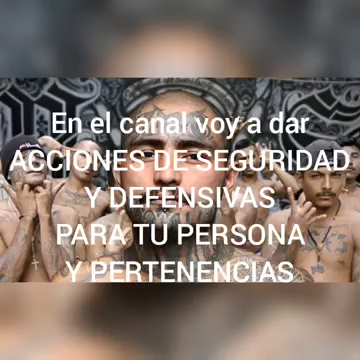 En el canal voy a dar
ACCIONES DE SEGURIDAD
Y DEFENSIVAS
PARA TU PERSONA
Y PERTENENCIAS